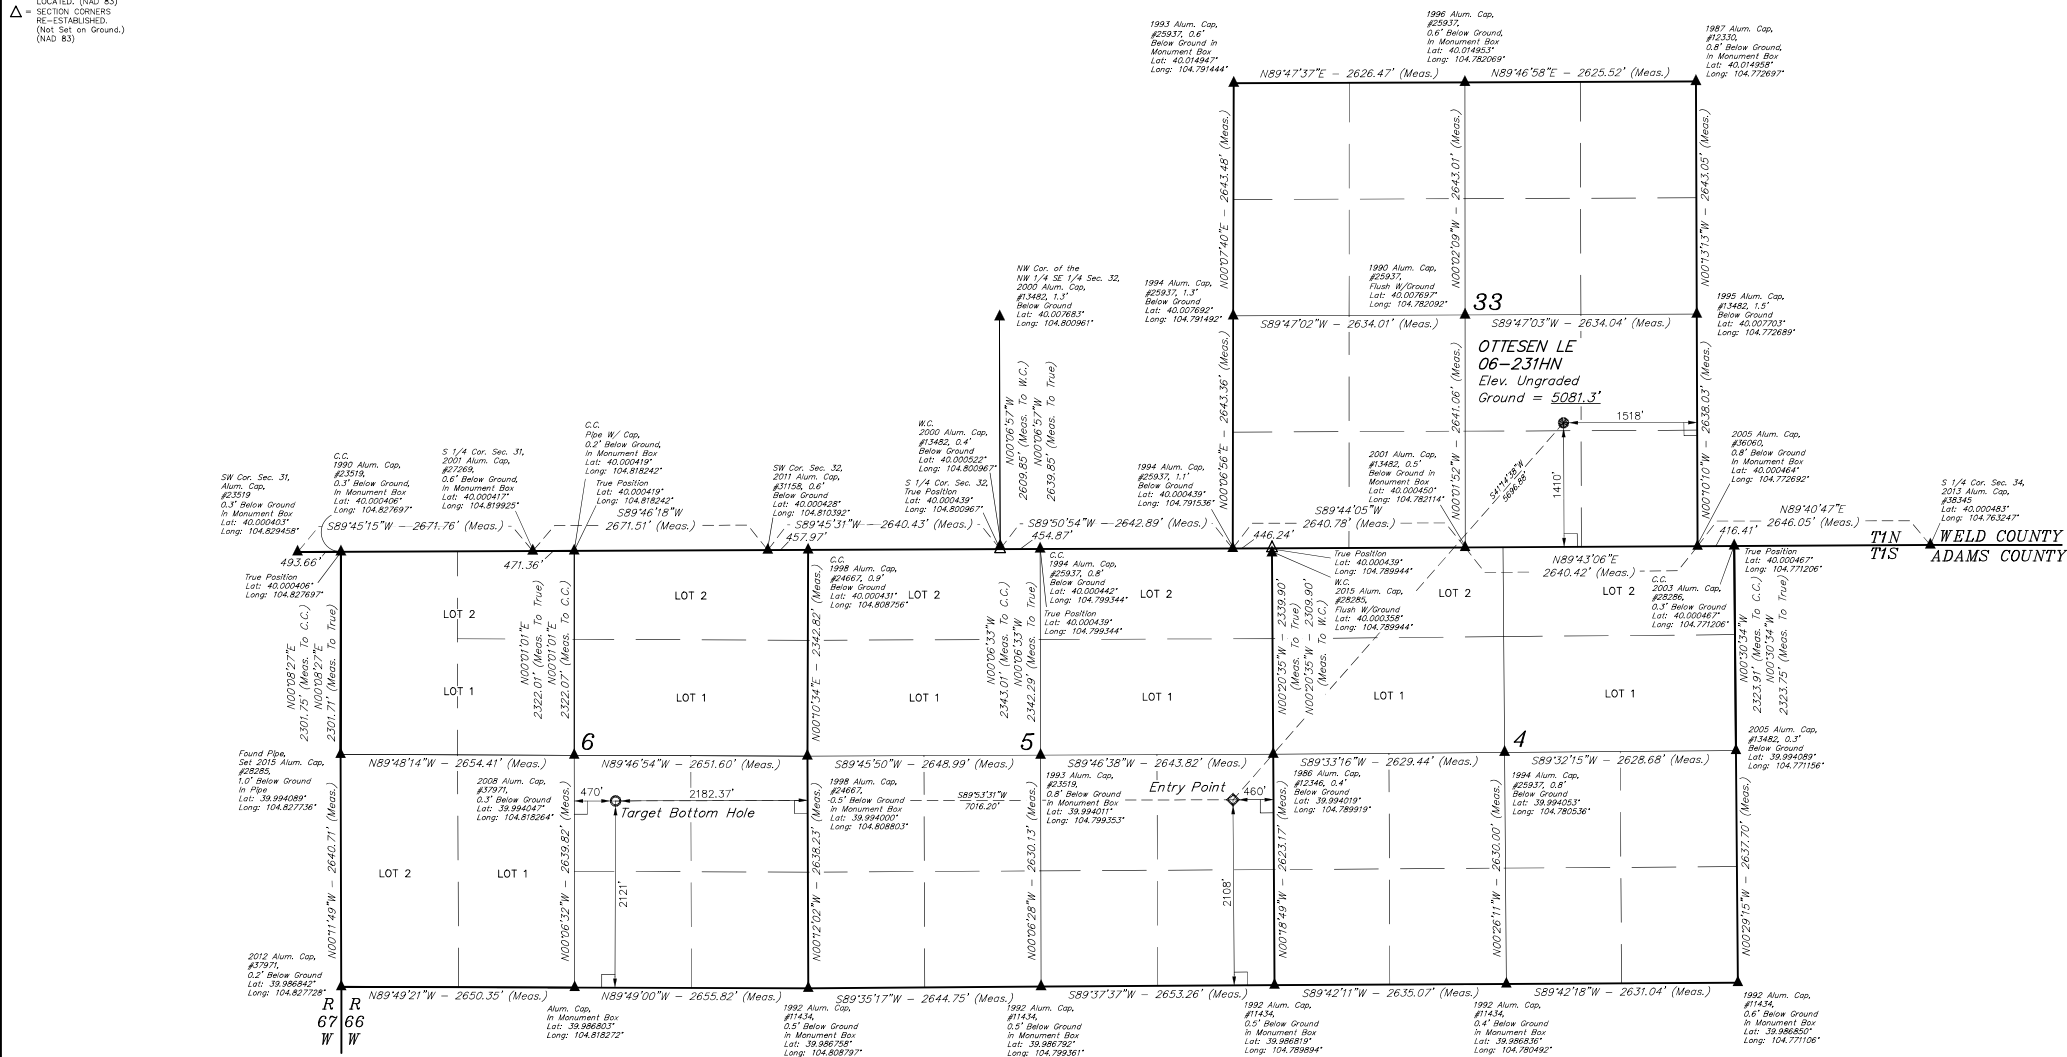 LOCATED. (NAD 83)
△ = SECTION CORNERS
RE-ESTABLISHED.
(Not Set on Ground.)
(NAD 83)
1993 Alum. Cap,
#25937, 0.6'
Below Ground in
Monument Box
Lat: 40.014947°
Long: 104.791444°
1996 Alum. Cap,
#25937,
0.6' Below Ground,
In Monument Box
Lat: 40.014953°
Long: 104.782069°
1987 Alum. Cap,
#12330,
0.8' Below Ground,
In Monument Box
Lat: 40.014958°
Long: 104.772697°
N89°47'37"E - 2626.47' (Meas.)
N89°46'58"E - 2625.52' (Meas.)
N00°07'40"E - 2643.48' (Meas.)
N00°02'09"W - 2643.01' (Meas.)
N00°13'13"W - 2643.05' (Meas.)
NW Cor. of the
NW 1/4 SE 1/4 Sec. 32,
2000 Alum. Cap,
#13482, 1.3'
Below Ground
Lat: 40.007683°
Long: 104.800961°
1994 Alum. Cap,
#25937, 1.3'
Below Ground
Lat: 40.007692°
Long: 104.791492°
1990 Alum. Cap,
#25937,
Flush W/Ground
Lat: 40.007697°
Long: 104.782092°
33
1995 Alum. Cap,
#13482, 1.5'
Below Ground
Lat: 40.007703°
Long: 104.772689°
S89°47'02"W - 2634.01' (Meas.)
S89°47'03"W - 2634.04' (Meas.)
OTTESEN LE
06-231HN
Elev. Ungraded
Ground = 5081.3'
1518'
1410'
S41°14'38"W
5696.88'
N00°06'57"W
2609.85' (Meas. To W.C.)
N00°06'57"W
2639.85' (Meas. To True)
N00°06'56"E - 2643.36' (Meas.)
N00°01'52"W - 2641.06' (Meas.)
N00°10'10"W - 2638.03' (Meas.)
SW Cor. Sec. 31,
Alum. Cap,
#23519
0.3' Below Ground
In Monument Box
Lat: 40.000403°
Long: 104.829458°
C.C.
1990 Alum. Cap,
#23519,
0.3' Below Ground,
In Monument Box
Lat: 40.000406°
Long: 104.827697°
S 1/4 Cor. Sec. 31,
2001 Alum. Cap,
#27269,
0.6' Below Ground,
In Monument Box
Lat: 40.000417°
Long: 104.819925°
C.C.
Pipe W/ Cap,
0.2' Below Ground,
In Monument Box
Lat: 40.000419°
Long: 104.818242°
True Position
Lat: 40.000419°
Long: 104.818242°
SW Cor. Sec. 32,
2011 Alum. Cap,
#31158, 0.6'
Below Ground
Lat: 40.000428°
Long: 104.810392°
W.C.
2000 Alum. Cap,
#13482, 0.4'
Below Ground
Lat: 40.000522°
Long: 104.800967°
S 1/4 Cor. Sec. 32,
True Position
Lat: 40.000439°
Long: 104.800967°
1994 Alum. Cap,
#25937, 1.1'
Below Ground
Lat: 40.000439°
Long: 104.791536°
2001 Alum. Cap,
#13482, 0.5'
Below Ground in
Monument Box
Lat: 40.000450°
Long: 104.782114°
2005 Alum. Cap,
#36060,
0.8' Below Ground
In Monument Box
Lat: 40.000464°
Long: 104.772692°
S 1/4 Cor. Sec. 34,
2013 Alum. Cap
#38345
Lat: 40.000483°
Long: 104.763247°
S89°45'15"W - 2671.76' (Meas.)
S89°46'18"W
2671.51' (Meas.)
S89°45'31"W - 2640.43' (Meas.)
S89°50'54"W - 2642.89' (Meas.)
S89°44'05"W
2640.78' (Meas.)
N89°43'06"E
2640.42' (Meas.)
N89°40'47"E
2646.05' (Meas.)
493.66'
471.36'
457.97'
454.87'
446.24'
416.41'
T1N
T1S
WELD COUNTY
ADAMS COUNTY
True Position
Lat: 40.000406°
Long: 104.827697°
C.C.
1998 Alum. Cap,
#24667, 0.9'
Below Ground
Lat: 40.000431°
Long: 104.808756°
C.C.
1994 Alum. Cap,
#25937, 0.8'
Below Ground
Lat: 40.000442°
Long: 104.799344°
True Position
Lat: 40.000439°
Long: 104.799344°
True Position
Lat: 40.000439°
Long: 104.789944°
W.C.
2015 Alum. Cap,
#28285,
Flush W/Ground
Lat: 40.000358°
Long: 104.789944°
C.C.
2003 Alum. Cap,
#28286,
0.3' Below Ground
Lat: 40.000467°
Long: 104.771206°
True Position
Lat: 40.000467°
Long: 104.771206°
N00°08'27"E
2301.75' (Meas. To C.C.)
N00°08'27"E
2301.71' (Meas. To True)
N00°01'01"E
2322.01' (Meas. To True)
N00°01'01"E
2322.07' (Meas. To C.C.)
N00°10'34"E - 2342.82' (Meas.)
N00°06'33"W
2343.01' (Meas. To C.C.)
N00°06'33"W
2342.29' (Meas. To True)
N00°20'35"W - 2339.90'
(Meas. To True)
N00°20'35"W - 2309.90'
(Meas. To W.C.)
N00°30'34"W
2323.91' (Meas. To C.C.)
N00°30'34"W
2323.75' (Meas. To True)
LOT 2
LOT 2
LOT 2
LOT 2
LOT 2
LOT 2
LOT 1
LOT 1
LOT 1
LOT 1
LOT 1
LOT 1
6
5
4
Found Pipe,
Set 2015 Alum. Cap,
#28285,
1.0' Below Ground
In Pipe
Lat: 39.994089°
Long: 104.827736°
N89°48'14"W - 2654.41' (Meas.)
N89°46'54"W - 2651.60' (Meas.)
S89°45'50"W - 2648.99' (Meas.)
S89°46'38"W - 2643.82' (Meas.)
S89°33'16"W - 2629.44' (Meas.)
S89°32'15"W - 2628.68' (Meas.)
2008 Alum. Cap,
#37971,
0.3' Below Ground
Lat: 39.994047°
Long: 104.818264°
1998 Alum. Cap,
#24667,
0.5' Below Ground
In Monument Box
Lat: 39.994000°
Long: 104.808803°
1993 Alum. Cap,
#23519,
0.8' Below Ground
In Monument Box
Lat: 39.994011°
Long: 104.799353°
1986 Alum. Cap,
#12346, 0.4'
Below Ground
Lat: 39.994019°
Long: 104.789919°
1994 Alum. Cap,
#25937, 0.8'
Below Ground
Lat: 39.994053°
Long: 104.780536°
2005 Alum. Cap,
#13482, 0.3'
Below Ground
Lat: 39.994089°
Long: 104.771156°
470'
2182.37'
Target Bottom Hole
S89°53'31"W
7016.20'
Entry Point
460'
2121'
2108'
LOT 2
LOT 1
N00°11'49"W - 2640.71' (Meas.)
N00°06'32"W - 2639.82' (Meas.)
N00°12'02"W - 2638.23' (Meas.)
N00°06'28"W - 2630.13' (Meas.)
N00°18'49"W - 2623.17' (Meas.)
N00°26'11"W - 2630.00' (Meas.)
N00°29'15"W - 2637.70' (Meas.)
2012 Alum. Cap,
#37971,
0.2' Below Ground
Lat: 39.986842°
Long: 104.827728°
N89°49'21"W - 2650.35' (Meas.)
N89°49'00"W - 2655.82' (Meas.)
S89°35'17"W - 2644.75' (Meas.)
S89°37'37"W - 2653.26' (Meas.)
S89°42'11"W - 2635.07' (Meas.)
S89°42'18"W - 2631.04' (Meas.)
R R
67 66
W W
Alum. Cap,
In Monument Box
Lat: 39.986803°
Long: 104.818272°
1992 Alum. Cap,
#11434,
0.5' Below Ground
in Monument Box
Lat: 39.986758°
Long: 104.808797°
1992 Alum. Cap,
#11434,
0.5' Below Ground
in Monument Box
Lat: 39.986792°
Long: 104.799361°
1992 Alum. Cap,
#11434,
0.5' Below Ground
in Monument Box
Lat: 39.986819°
Long: 104.789894°
1992 Alum. Cap,
#11434,
0.4' Below Ground
in Monument Box
Lat: 39.986836°
Long: 104.780492°
1992 Alum. Cap,
#11434,
0.6' Below Ground
In Monument Box
Lat: 39.986850°
Long: 104.771106°